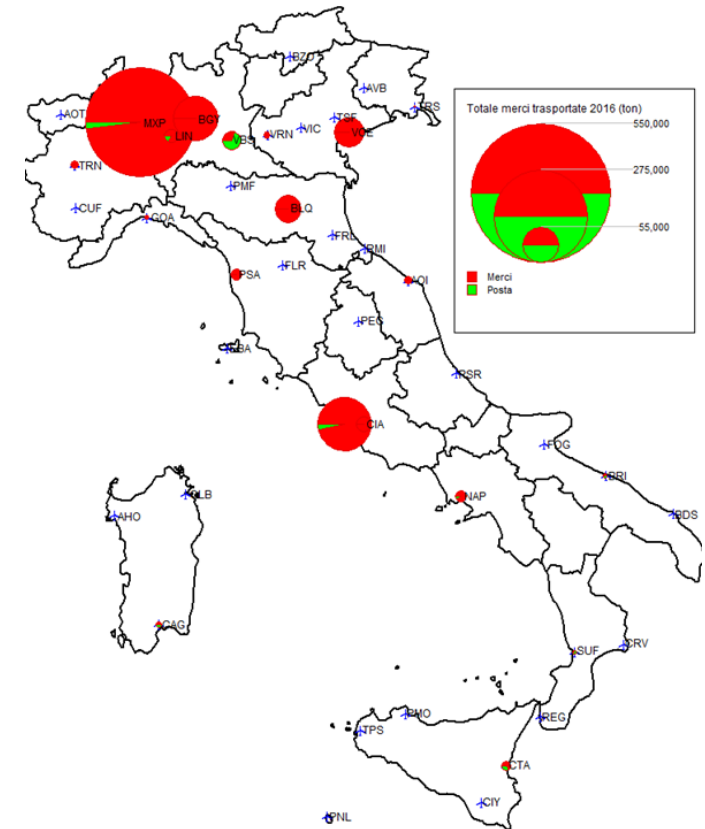 BZO
AVB
TRS
AOT
MXP
BGY
LIN
VBS
VRN
VIC
TSF
VCE
Totale merci trasportate 2016 (ton)
550,000
275,000
55,000
Merci
Posta
TRN
CUF
GOA
PMF
BLQ
FRL
RMI
FLR
PSA
AOI
PEG
EBA
PSR
CIA
FOG
NAP
BRI
BDS
OLB
AHO
CAG
SUF
CRV
PMO
REG
TPS
CTA
CIY
PNL